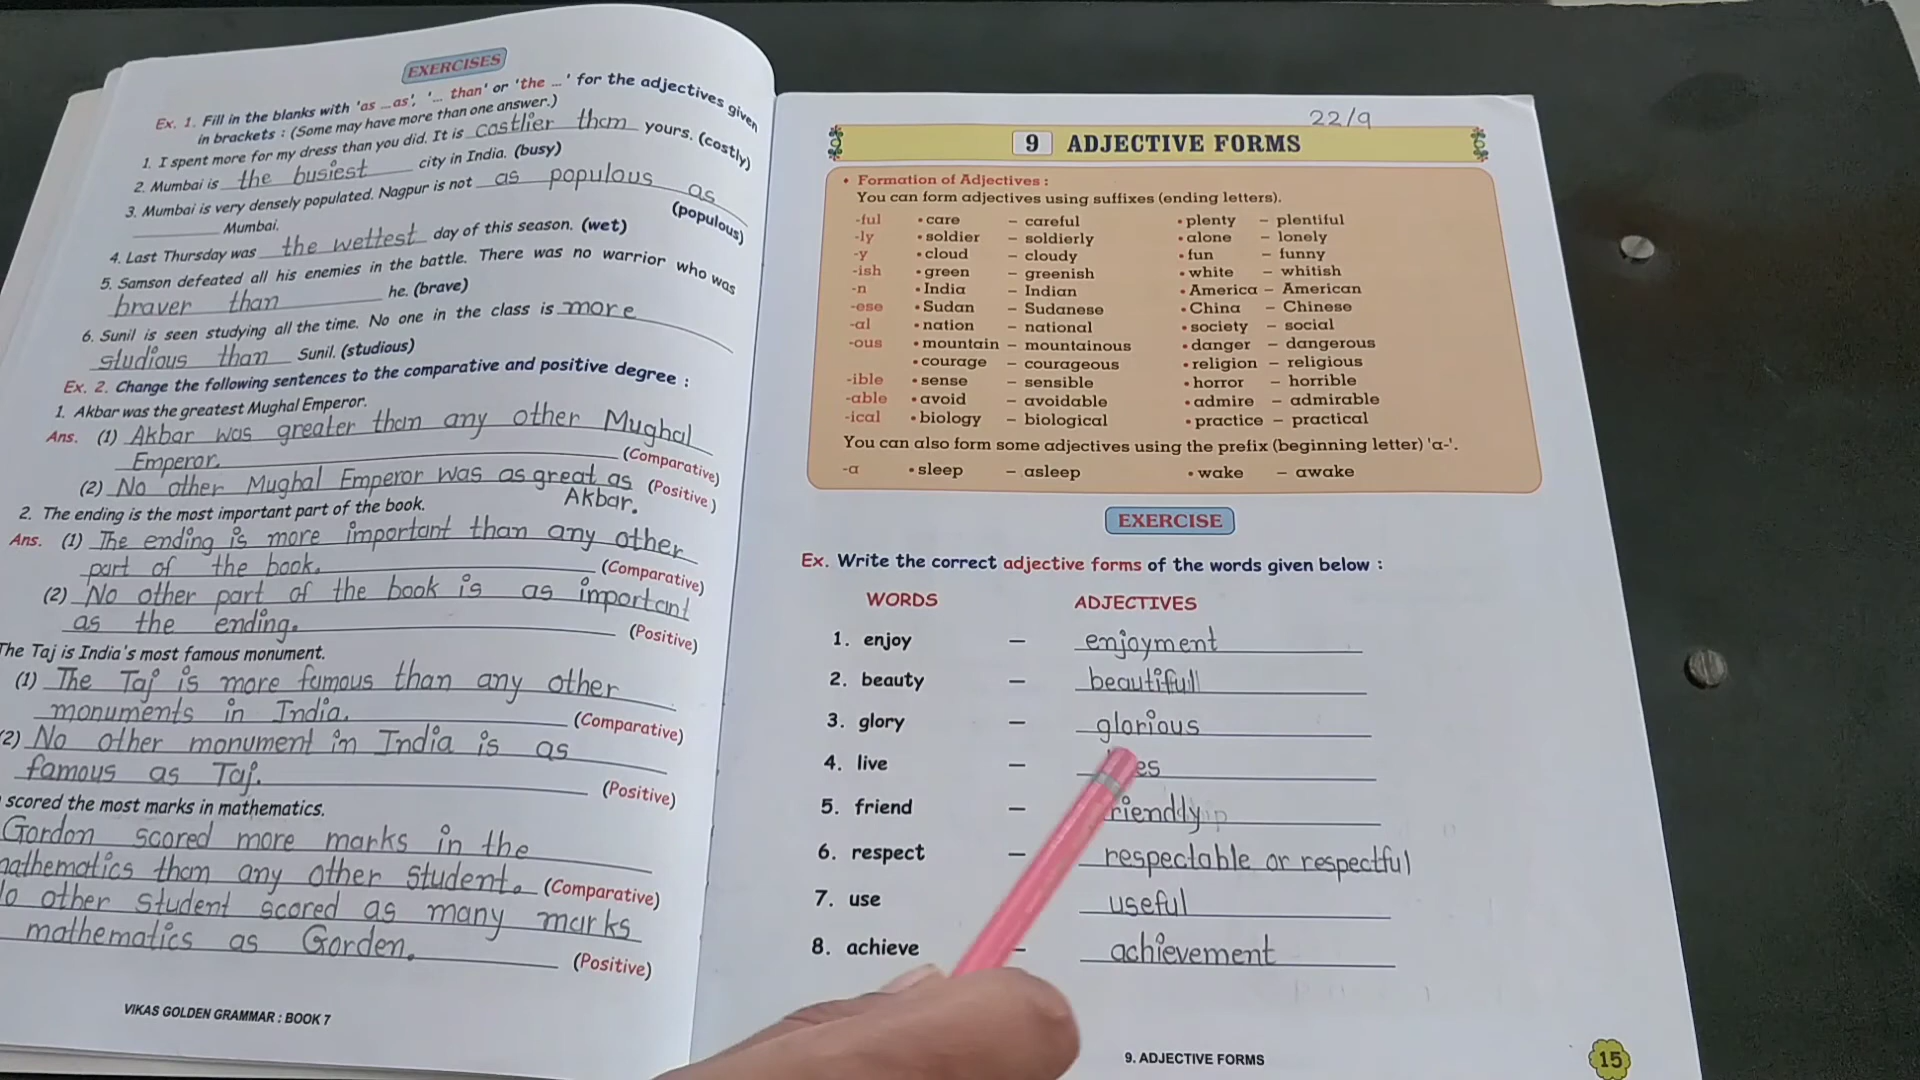 EXERCISES
Ex. 1. Fill in the blanks with 'as ...as', '... than' or 'the ...' for the adjectives given
in brackets : (Some may have more than one answer.)
1. I spent more for my dress than you did. It is costlier than yours. (costly)
2. Mumbai is the busiest city in India. (busy)
3. Mumbai is very densely populated. Nagpur is not as populous as
Mumbai. (populous)
4. Last Thursday was the wettest day of this season. (wet)
5. Samson defeated all his enemies in the battle. There was no warrior who was
braver than he. (brave)
6. Sunil is seen studying all the time. No one in the class is more
studious than Sunil. (studious)
Ex. 2. Change the following sentences to the comparative and positive degree :
1. Akbar was the greatest Mughal Emperor.
Ans. (1) Akbar was greater than any other Mughal
Emperor. (Comparative)
(2) No other Mughal Emperor was as great as (Positive)
Akbar.
2. The ending is the most important part of the book.
Ans. (1) The ending is more important than any other
part of the book. (Comparative)
(2) No other part of the book is as important
as the ending. (Positive)
The Taj is India's most famous monument.
(1) The Taj is more famous than any other
monuments in India. (Comparative)
(2) No other monument in India is as
famous as Taj. (Positive)
scored the most marks in mathematics.
Gordon scored more marks in the
mathematics than any other student. (Comparative)
No other student scored as many marks
mathematics as Gorden. (Positive)
VIKAS GOLDEN GRAMMAR : BOOK 7
22/9
9 ADJECTIVE FORMS
• Formation of Adjectives :
You can form adjectives using suffixes (ending letters).
-ful • care – careful • plenty – plentiful
-ly • soldier – soldierly • alone – lonely
-y • cloud – cloudy • fun – funny
-ish • green – greenish • white – whitish
-n • India – Indian • America – American
-ese • Sudan – Sudanese • China – Chinese
-al • nation – national • society – social
-ous • mountain – mountainous • danger – dangerous
• courage – courageous • religion – religious
-ible • sense – sensible • horror – horrible
-able • avoid – avoidable • admire – admirable
-ical • biology – biological • practice – practical
You can also form some adjectives using the prefix (beginning letter) 'a-'.
-a • sleep – asleep • wake – awake
EXERCISE
Ex. Write the correct adjective forms of the words given below :
WORDS ADJECTIVES
1. enjoy – enjoyment
2. beauty – beautifull
3. glory – glorious
4. live – es
5. friend – riendly
6. respect – respectable or respectful
7. use useful
8. achieve – achievement
9. ADJECTIVE FORMS
15